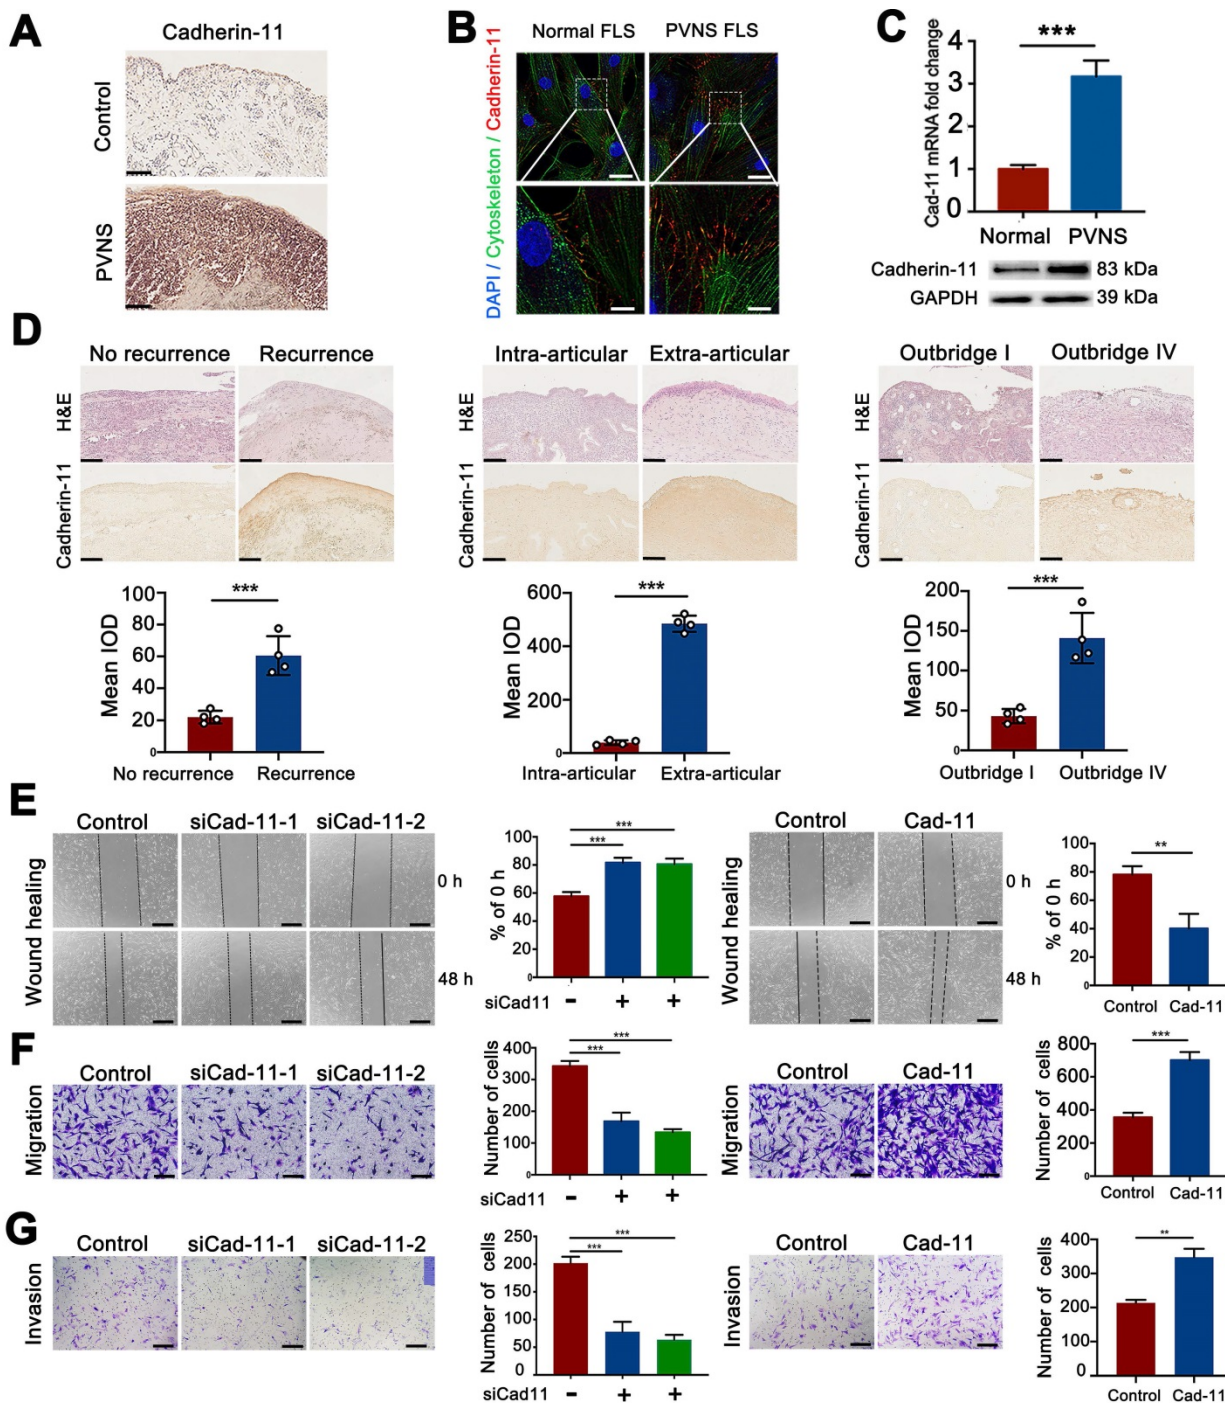 A
Cadherin-11
Control
PVNS
B
Normal FLS PVNS FLS
DAPI / Cytoskeleton / Cadherin-11
C
***
Cad-11 mRNA fold change
4
3
2
1
0
Normal PVNS
Cadherin-11 83 kDa
GAPDH 39 kDa
D
No recurrence Recurrence
H&E
Cadherin-11
***
Mean IOD
100
80
60
40
20
0
No recurrence Recurrence
Intra-articular Extra-articular
H&E
Cadherin-11
***
Mean IOD
600
400
200
0
Intra-articular Extra-articular
Outbridge I Outbridge IV
H&E
Cadherin-11
***
Mean IOD
200
150
100
50
0
Outbridge I Outbridge IV
E
Control siCad-11-1 siCad-11-2
Wound healing
0 h
48 h
***
***
% of 0 h
100
80
60
40
20
0
siCad11 - + +
Control Cad-11
Wound healing
0 h
48 h
**
% of 0 h
100
80
60
40
20
0
Control Cad-11
F
Control siCad-11-1 siCad-11-2
Migration
***
***
Number of cells
400
300
200
100
0
siCad11 - + +
Control Cad-11
Migration
***
Number of cells
800
600
400
200
0
Control Cad-11
G
Control siCad-11-1 siCad-11-2
Invasion
***
***
Number of cells
250
200
150
100
50
0
siCad11 - + +
Control Cad-11
Invasion
**
Number of cells
400
300
200
100
0
Control Cad-11